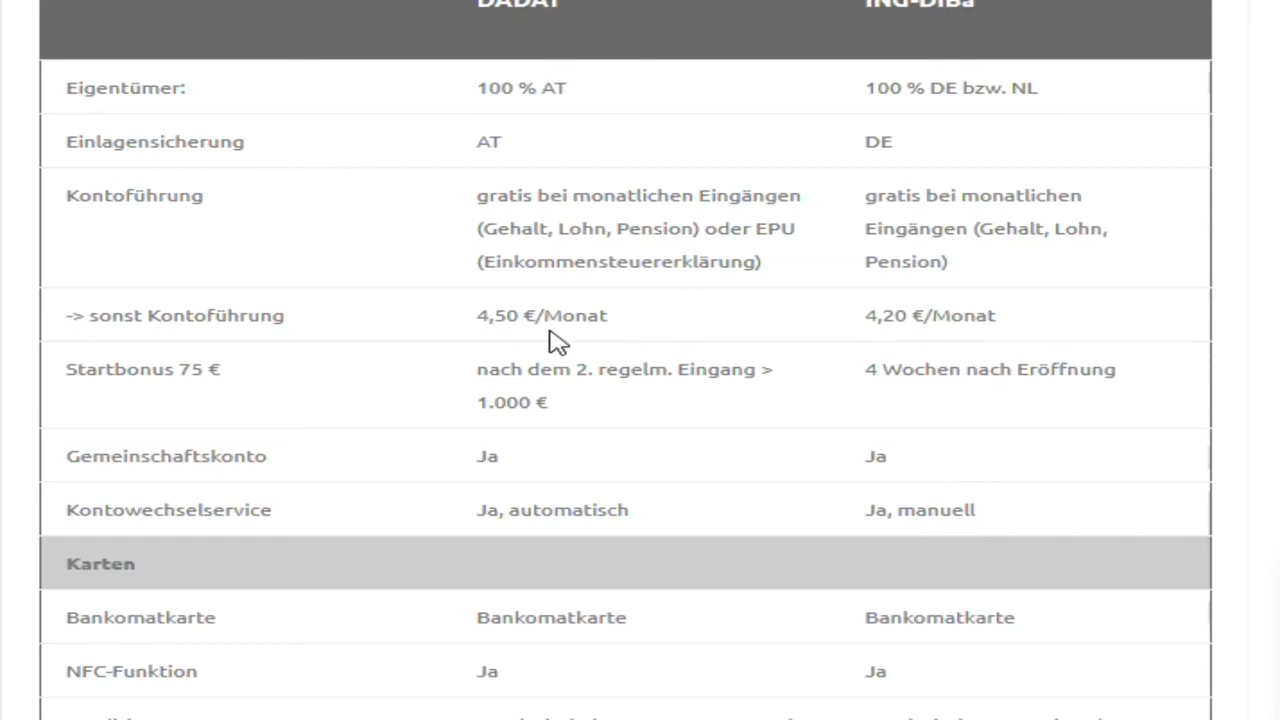 DADAT ING-DiBa
Eigentümer: 100 % AT 100 % DE bzw. NL
Einlagensicherung AT DE
Kontoführung gratis bei monatlichen Eingängen gratis bei monatlichen
(Gehalt, Lohn, Pension) oder EPU Eingängen (Gehalt, Lohn,
(Einkommensteuererklärung) Pension)
-> sonst Kontoführung 4,50 €/Monat 4,20 €/Monat
Startbonus 75 € nach dem 2. regelm. Eingang > 4 Wochen nach Eröffnung
1.000 €
Gemeinschaftskonto Ja Ja
Kontowechselservice Ja, automatisch Ja, manuell
Karten
Bankomatkarte Bankomatkarte Bankomatkarte
NFC-Funktion Ja Ja